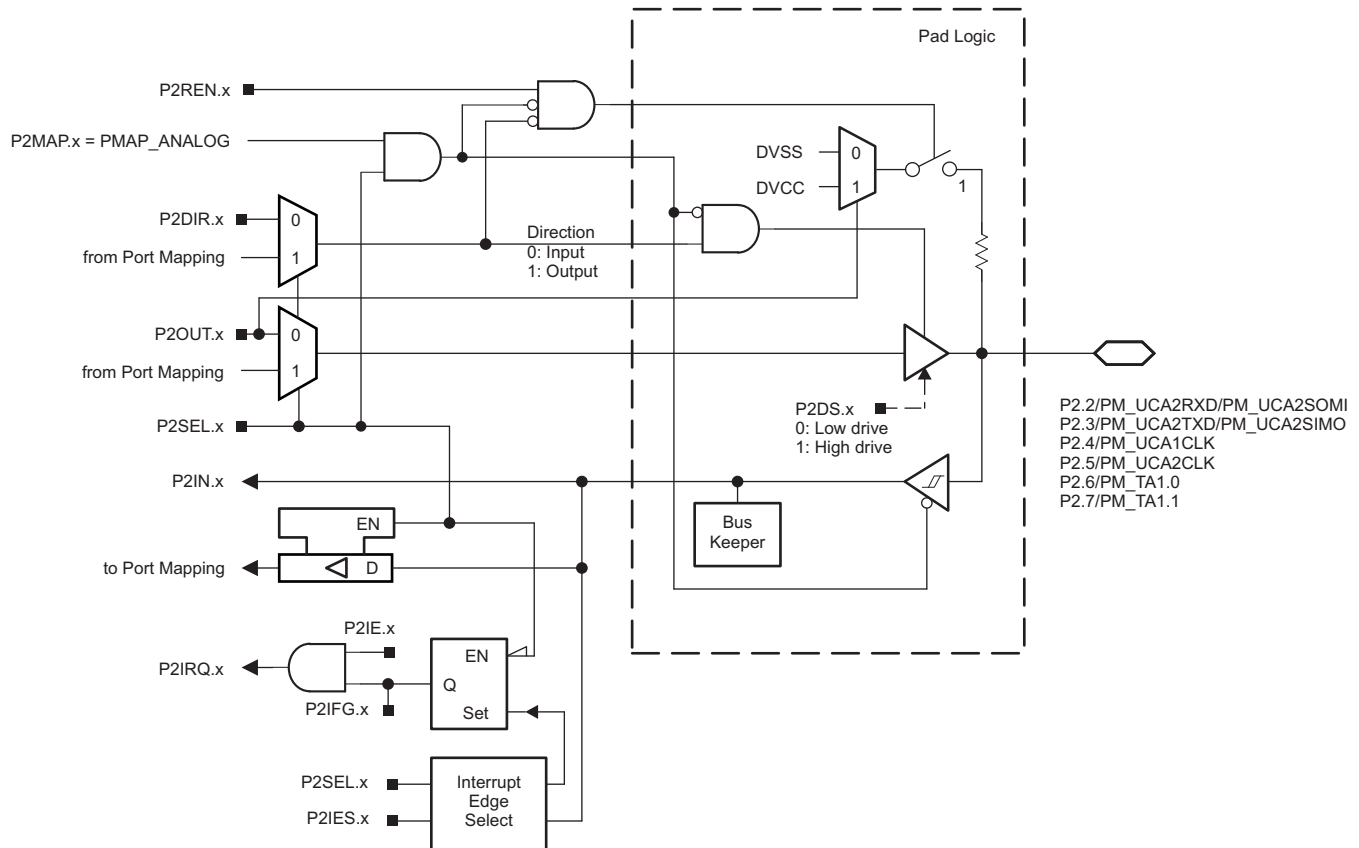 Pad Logic
P2REN.x
P2MAP.x = PMAP_ANALOG
DVSS
0
DVCC
1
1
P2DIR.x
0
from Port Mapping
1
Direction
0: Input
1: Output
P2OUT.x
0
from Port Mapping
1
P2DS.x
0: Low drive
1: High drive
P2.2/PM_UCA2RXD/PM_UCA2SOMI
P2.3/PM_UCA2TXD/PM_UCA2SIMO
P2.4/PM_UCA1CLK
P2.5/PM_UCA2CLK
P2.6/PM_TA1.0
P2.7/PM_TA1.1
P2SEL.x
P2IN.x
Bus
Keeper
EN
to Port Mapping
D
P2IE.x
P2IRQ.x
EN
Q
P2IFG.x
Set
P2SEL.x
P2IES.x
Interrupt
Edge
Select